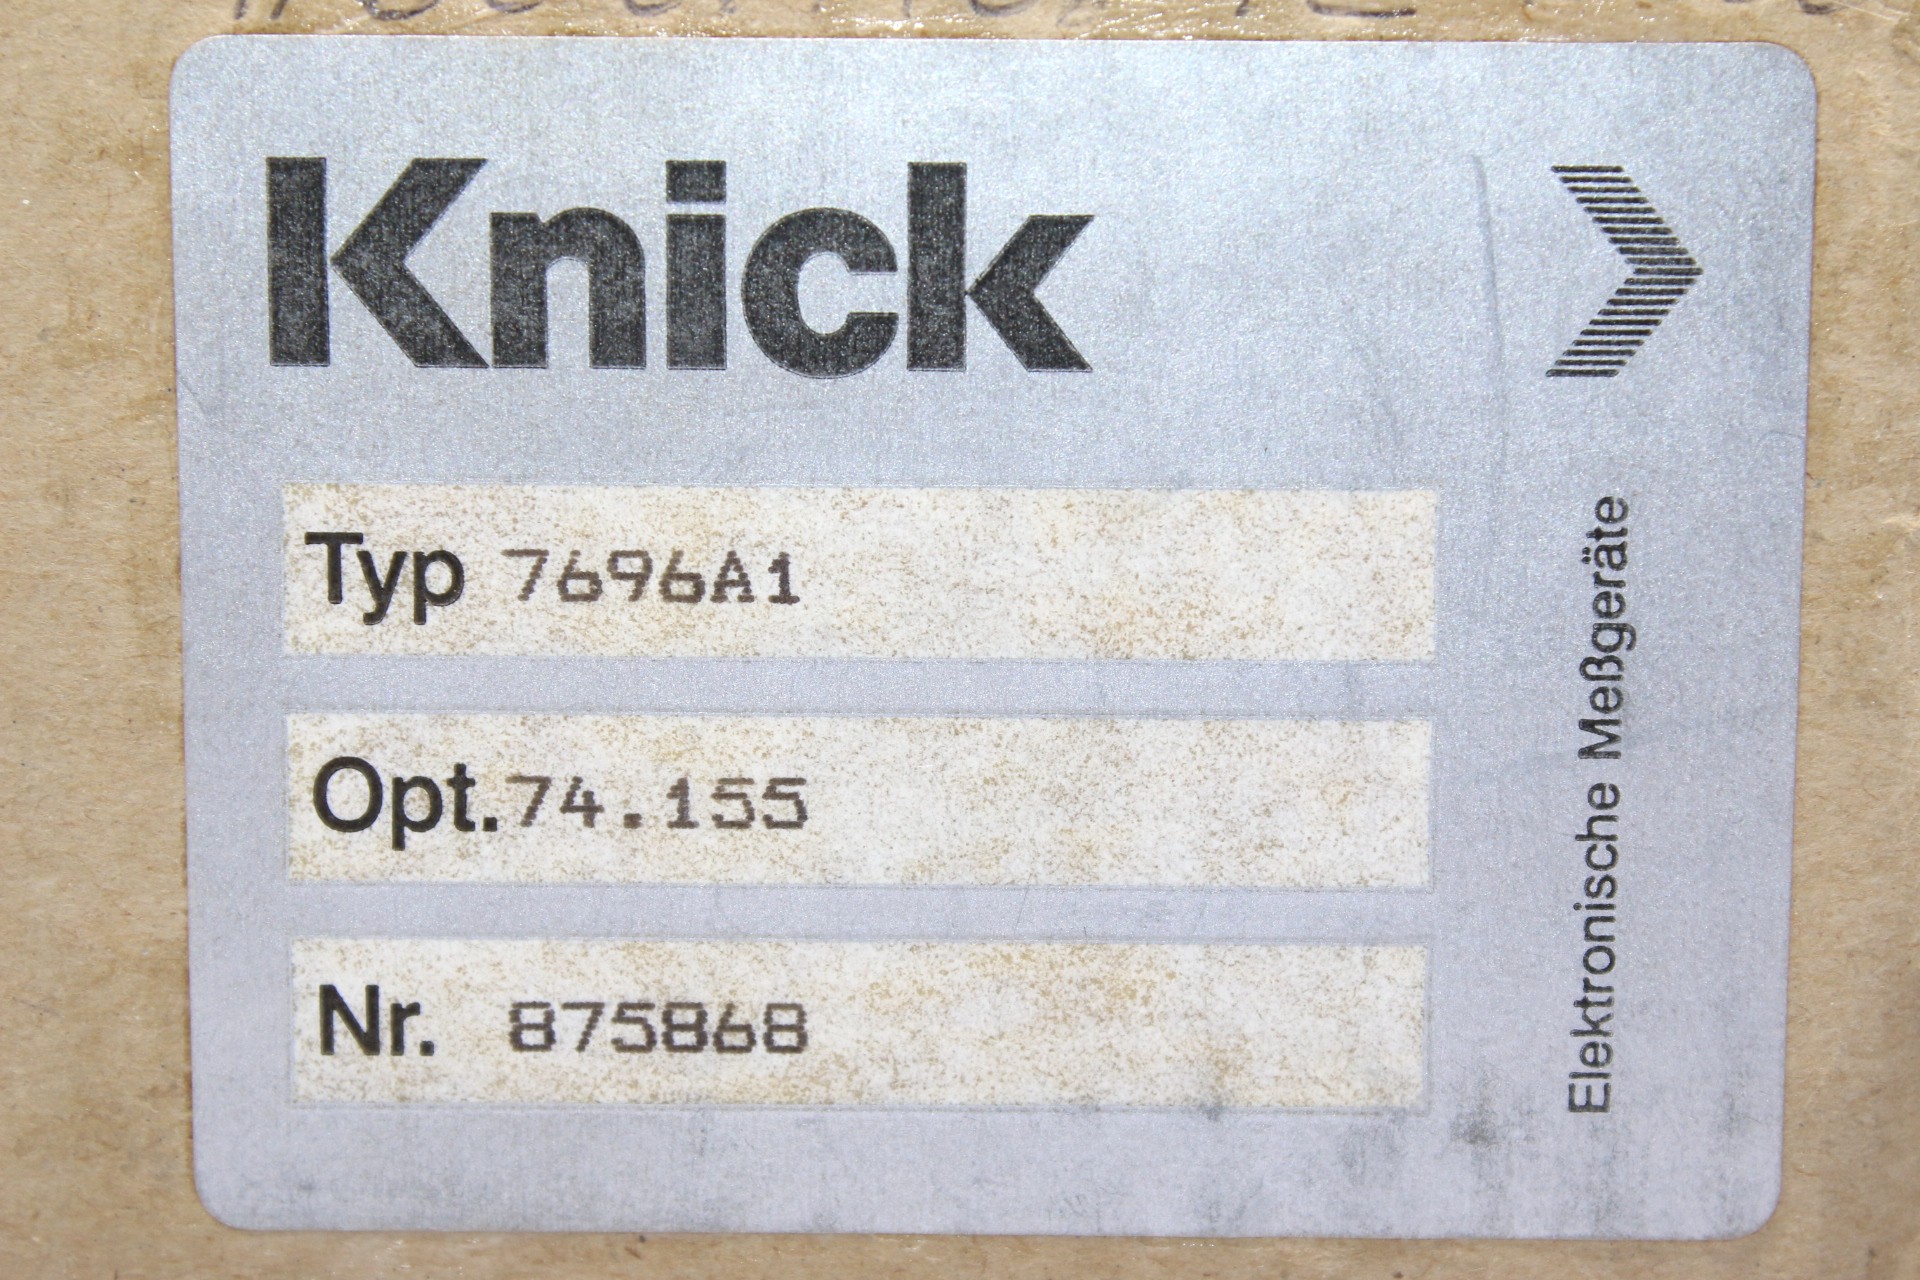 Knick
Typ 7696A1
Opt. 74.155
Nr. 875868
Elektronische Meßgeräte